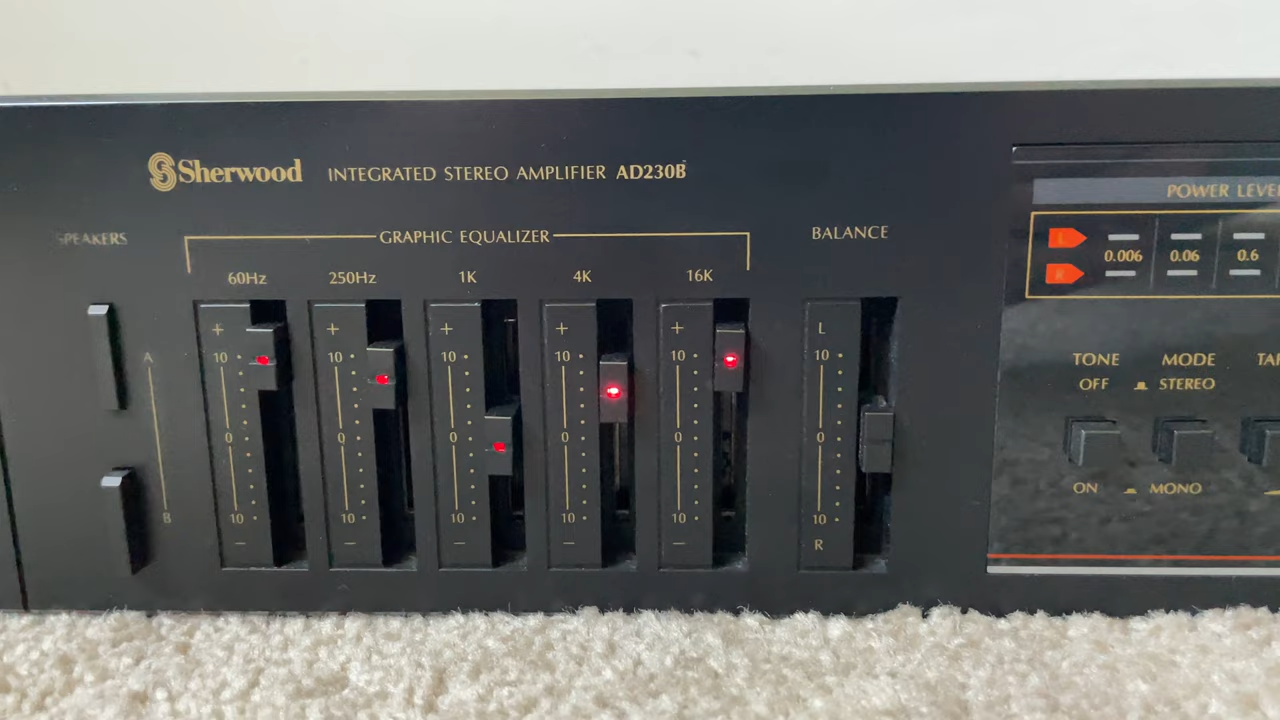 Sherwood INTEGRATED STEREO AMPLIFIER AD230B
POWER LEVE
SPEAKERS
GRAPHIC EQUALIZER
BALANCE
L
0.006 0.06 0.6
R
60Hz 250Hz 1K 4K 16K
+ + + + + L
10 10 10 10 10 10
A
0 0 0 0 0 0
B
10 10 10 10 10 10
− − − − − R
TONE MODE TAP
OFF STEREO
ON MONO